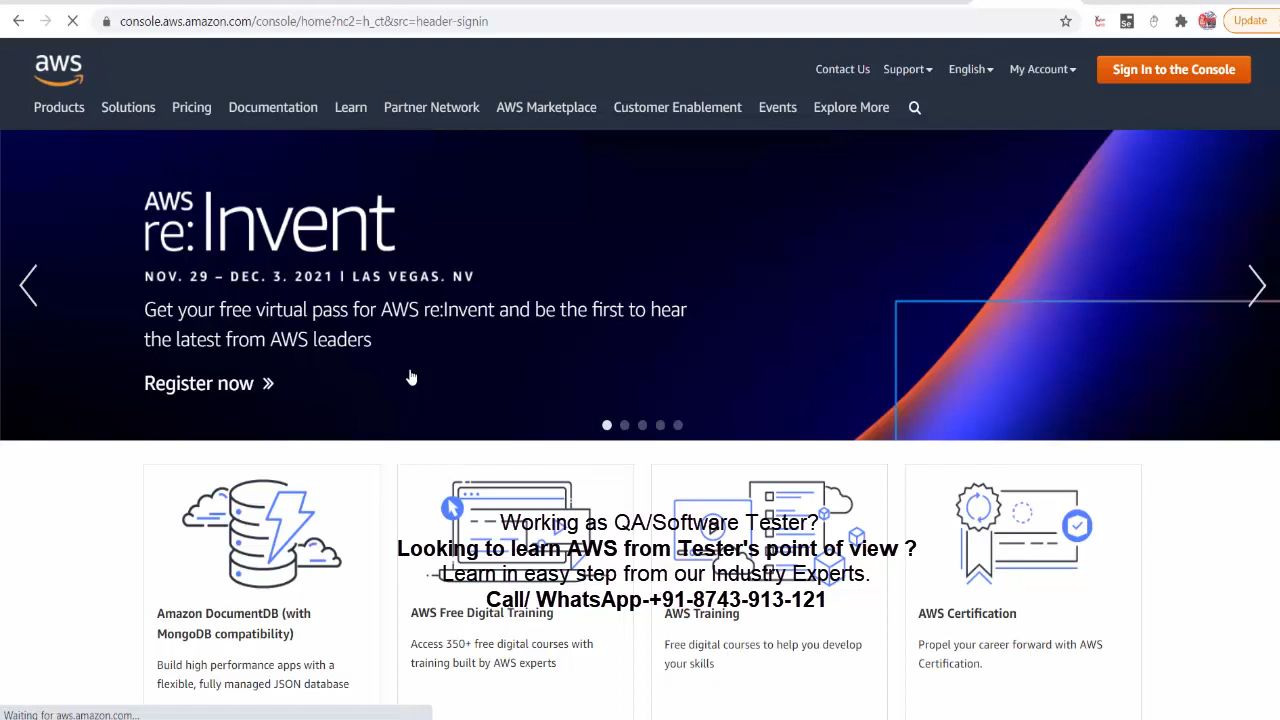 console.aws.amazon.com/console/home?nc2=h_ct&src=header-signin
Se
Update
aws
Contact Us Support English My Account Sign In to the Console
Products Solutions Pricing Documentation Learn Partner Network AWS Marketplace Customer Enablement Events Explore More
AWS
re:Invent
NOV. 29 – DEC. 3, 2021 | LAS VEGAS, NV
Get your free virtual pass for AWS re:Invent and be the first to hear
the latest from AWS leaders
Register now »
Working as QA/Software Tester?
Looking to learn AWS from Tester's point of view ?
Learn in easy step from our Industry Experts.
Call/ WhatsApp-+91-8743-913-121
Amazon DocumentDB (with
MongoDB compatibility)
Build high performance apps with a
flexible, fully managed JSON database
AWS Free Digital Training
Access 350+ free digital courses with
training built by AWS experts
AWS Training
Free digital courses to help you develop
your skills
AWS Certification
Propel your career forward with AWS
Certification.
Waiting for aws.amazon.com...